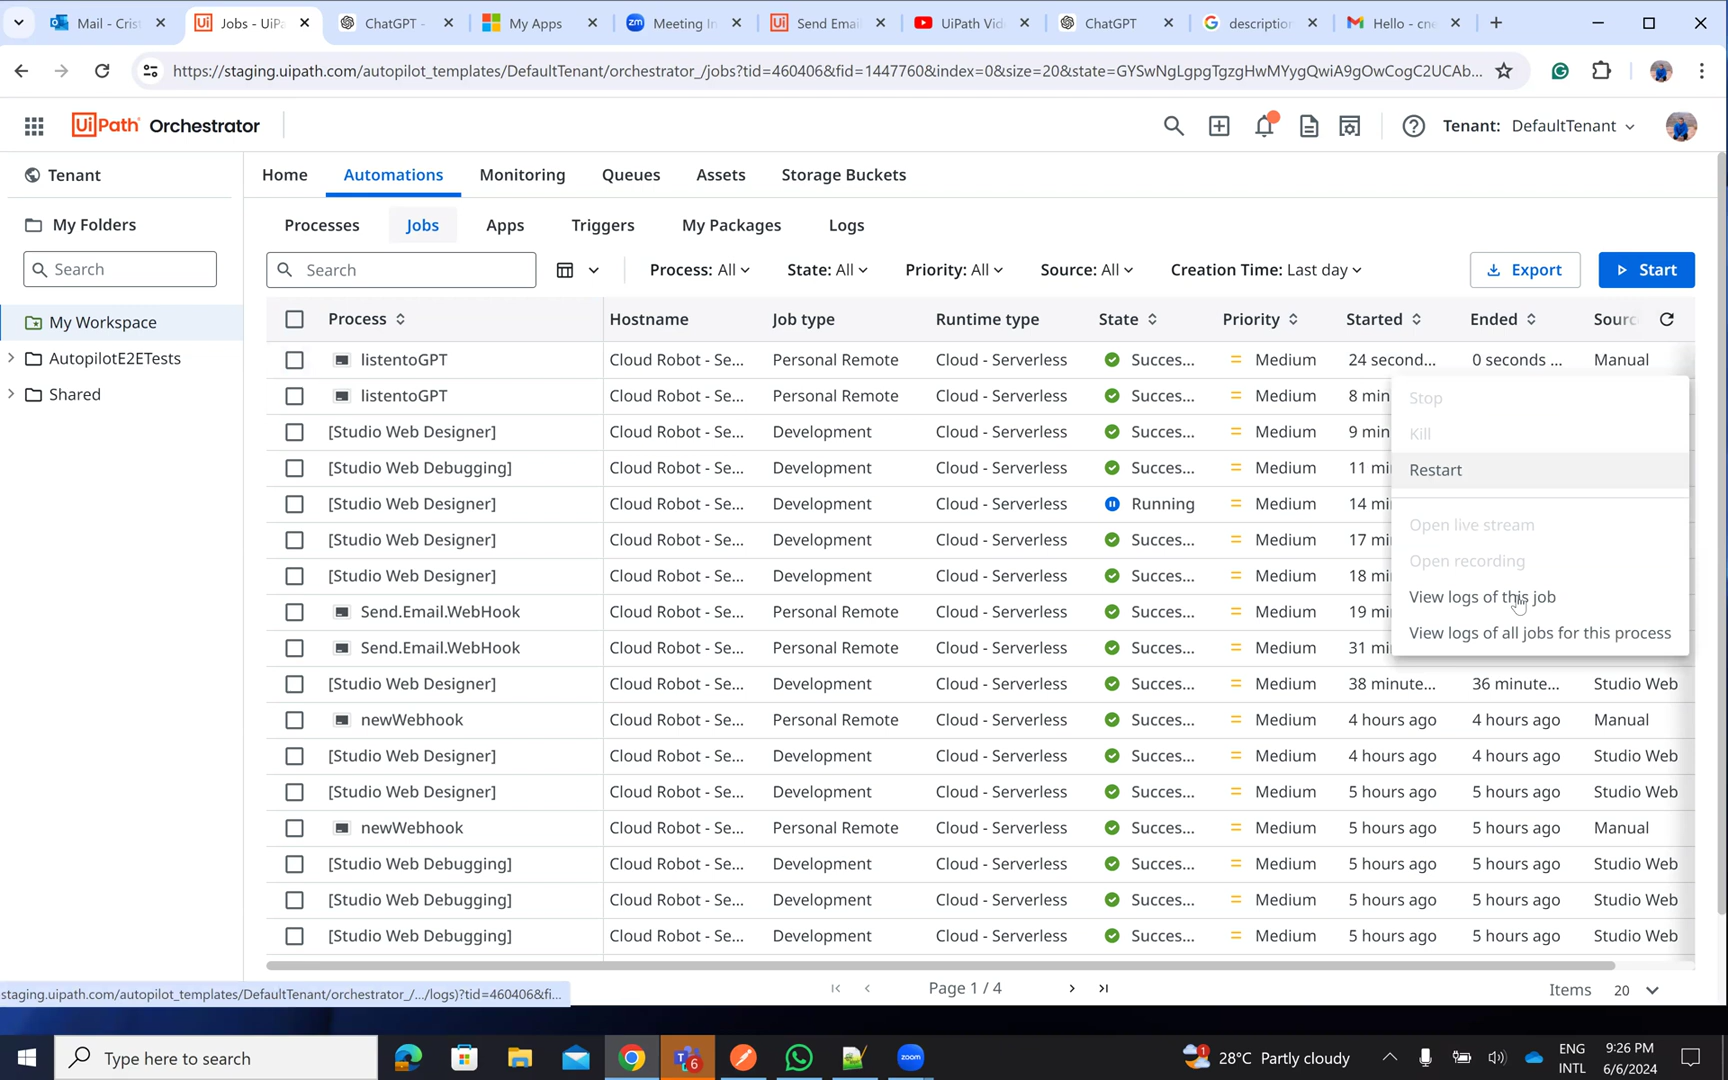 Mail - Crist
Jobs - UiPa
ChatGPT -
My Apps
Meeting In
Send Email
UiPath Vid
ChatGPT
description
Hello - cne
https://staging.uipath.com/autopilot_templates/DefaultTenant/orchestrator_/jobs?tid=460406&fid=1447760&index=0&size=20&state=GYSwNgLgpgTgzgHwMYygQwiA9gOwCogC2UCAb...
UiPath Orchestrator
Tenant: DefaultTenant
Tenant
Home Automations Monitoring Queues Assets Storage Buckets
My Folders
Processes Jobs Apps Triggers My Packages Logs
Search
Search Process: All State: All Priority: All Source: All Creation Time: Last day Export Start
My Workspace
AutopilotE2ETests
Shared
Process Hostname Job type Runtime type State Priority Started Ended Sourc
listentoGPT Cloud Robot - Se... Personal Remote Cloud - Serverless Succes... Medium 24 second... 0 seconds ... Manual
listentoGPT Cloud Robot - Se... Personal Remote Cloud - Serverless Succes... Medium 8 min
[Studio Web Designer] Cloud Robot - Se... Development Cloud - Serverless Succes... Medium 9 min
[Studio Web Debugging] Cloud Robot - Se... Development Cloud - Serverless Succes... Medium 11 mi
[Studio Web Designer] Cloud Robot - Se... Development Cloud - Serverless Running Medium 14 mi
[Studio Web Designer] Cloud Robot - Se... Development Cloud - Serverless Succes... Medium 17 mi
[Studio Web Designer] Cloud Robot - Se... Development Cloud - Serverless Succes... Medium 18 mi
Send.Email.WebHook Cloud Robot - Se... Personal Remote Cloud - Serverless Succes... Medium 19 mi
Send.Email.WebHook Cloud Robot - Se... Personal Remote Cloud - Serverless Succes... Medium 31 mi
[Studio Web Designer] Cloud Robot - Se... Development Cloud - Serverless Succes... Medium 38 minute... 36 minute... Studio Web
newWebhook Cloud Robot - Se... Personal Remote Cloud - Serverless Succes... Medium 4 hours ago 4 hours ago Manual
[Studio Web Designer] Cloud Robot - Se... Development Cloud - Serverless Succes... Medium 4 hours ago 4 hours ago Studio Web
[Studio Web Designer] Cloud Robot - Se... Development Cloud - Serverless Succes... Medium 5 hours ago 5 hours ago Studio Web
newWebhook Cloud Robot - Se... Personal Remote Cloud - Serverless Succes... Medium 5 hours ago 5 hours ago Manual
[Studio Web Debugging] Cloud Robot - Se... Development Cloud - Serverless Succes... Medium 5 hours ago 5 hours ago Studio Web
[Studio Web Debugging] Cloud Robot - Se... Development Cloud - Serverless Succes... Medium 5 hours ago 5 hours ago Studio Web
[Studio Web Debugging] Cloud Robot - Se... Development Cloud - Serverless Succes... Medium 5 hours ago 5 hours ago Studio Web
Stop
Kill
Restart
Open live stream
Open recording
View logs of this job
View logs of all jobs for this process
Page 1 / 4
Items 20
staging.uipath.com/autopilot_templates/DefaultTenant/orchestrator_/.../logs)?tid=460406&fi...
Type here to search
6
zoom
1
28°C Partly cloudy
ENG
INTL
9:26 PM
6/6/2024